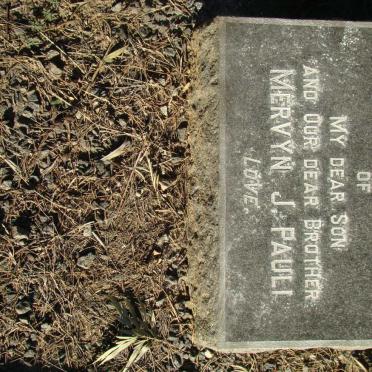 OF
MY DEAR SON
AND OUR DEAR BROTHER
MERVYN J. PAULI
LOVE.